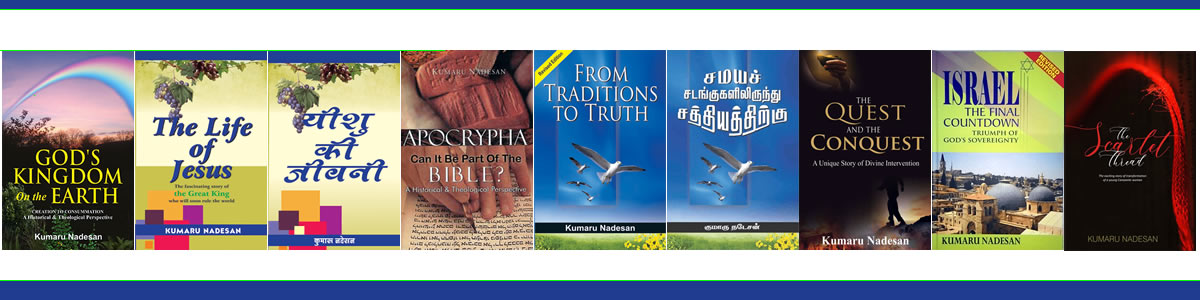 GOD'S
KINGDOM
On the EARTH
CREATION TO CONSUMMATION
A Historical & Theological Perspective
Kumaru Nadesan
The Life
of
Jesus
The fascinating story of
the Great King
who will soon rule the world
KUMARU NADESAN
यीशु
की
जीवनी
कुमारू नडेसन
KUMARU NADESAN
APOCRYPHA
Can It Be Part Of The
BIBLE?
A Historical & Theological Perspective
Revised Edition
FROM
TRADITIONS
TO TRUTH
Kumaru Nadesan
சமயச்
சடங்குகளிலிருந்து
சத்தியத்திற்கு
குமாரு நடேசன்
THE
QUEST
AND THE
CONQUEST
A Unique Story of Divine Intervention
Kumaru Nadesan
REVISED
EDITION
ISRAEL
THE FINAL
COUNTDOWN
TRIUMPH OF
GOD'S SOVEREIGNTY
KUMARU NADESAN
The
Scarlet
Thread
KUMARU NADESAN